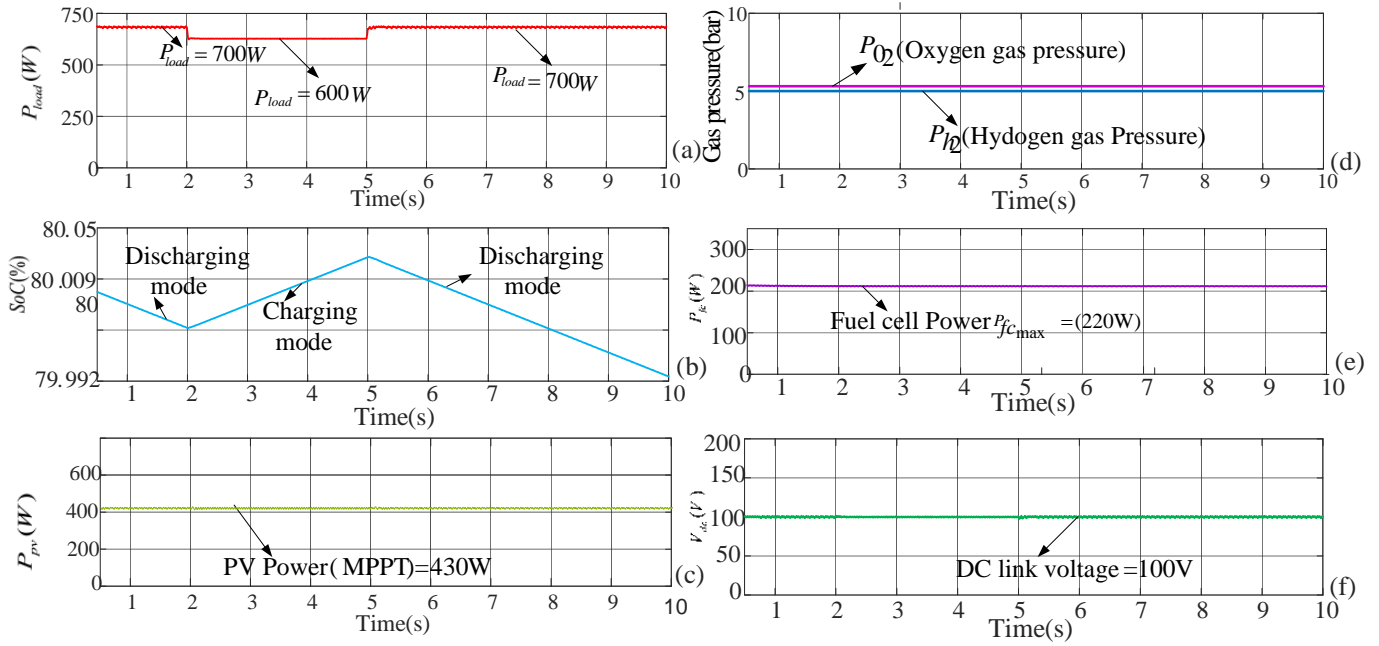 750
500
250
0
P_load (W)
P_load = 700W
P_load = 600W
P_load = 700W
1 2 3 4 5 6 7 8 9 10
Time(s)
(a)
80.05
80.009
80
79.992
SoC(%)
Discharging
mode
Charging
mode
Discharging
mode
1 2 3 4 5 6 7 8 9 10
Time(s)
(b)
600
400
200
0
P_pv (W)
PV Power( MPPT)=430W
1 2 3 4 5 6 7 8 9 10
Time(s)
(c)
10
5
0
Gas pressure(bar)
P_02 (Oxygen gas pressure)
P_h2 (Hydogen gas Pressure)
1 2 3 4 5 6 7 8 9 10
Time(s)
(d)
300
200
100
0
P_fc (W)
Fuel cell Power P_fc_max =(220W)
1 2 3 4 5 6 7 8 9 10
Time(s)
(e)
200
150
100
50
0
V_dc (V)
DC link voltage =100V
1 2 3 4 5 6 7 8 9 10
Time(s)
(f)